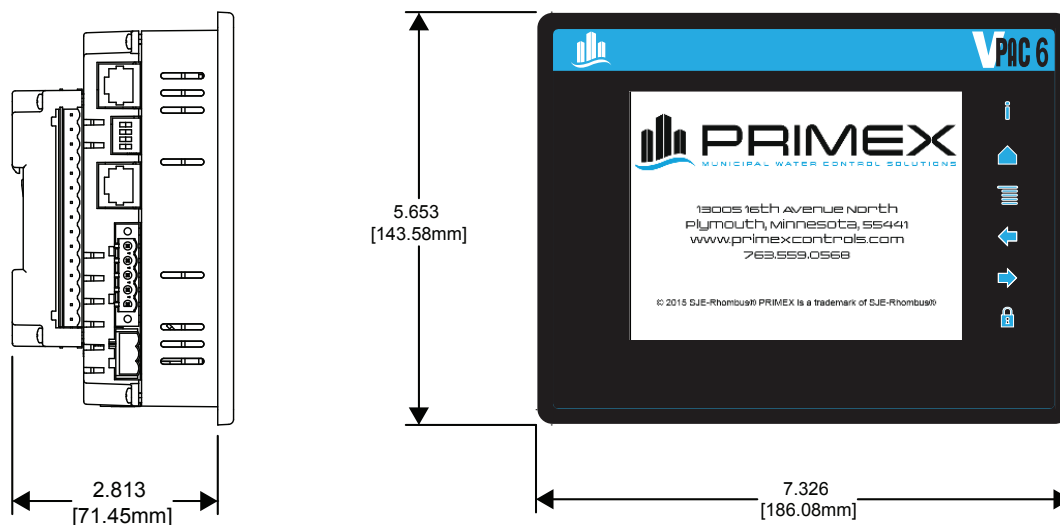 VPAC 6
PRIMEX
MUNICIPAL WATER CONTROL SOLUTIONS
13005 16th Avenue North
Plymouth, Minnesota, 55441
www.primexcontrols.com
763.559.0568
© 2015 SJE-Rhombus® PRIMEX is a trademark of SJE-Rhombus®
5.653
[143.58mm]
2.813
[71.45mm]
7.326
[186.08mm]